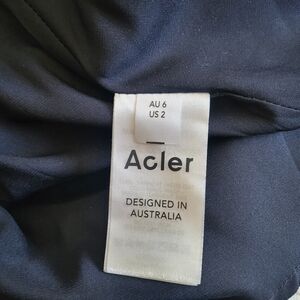 AU 6
US 2
Acler
DESIGNED IN
AUSTRALIA